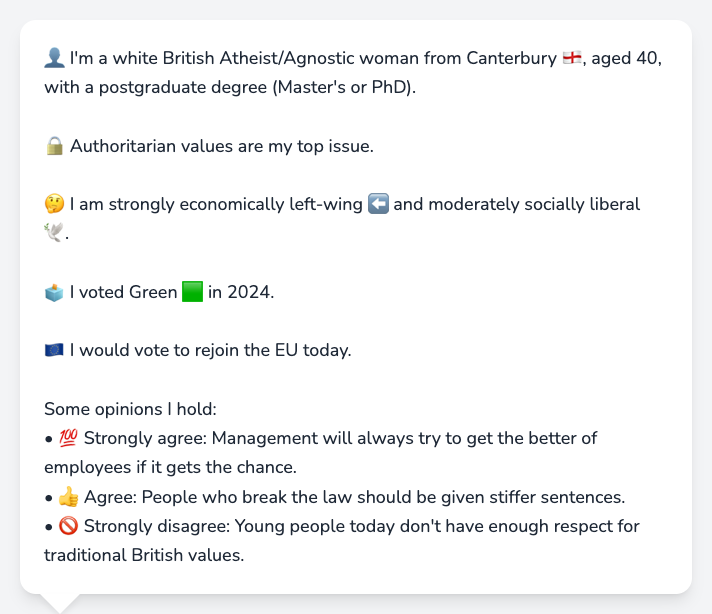 👤 I'm a white British Atheist/Agnostic woman from Canterbury 🏴󠁧󠁢󠁥󠁮󠁧󠁿, aged 40,
with a postgraduate degree (Master's or PhD).
🔒 Authoritarian values are my top issue.
🤔 I am strongly economically left-wing ⬅️ and moderately socially liberal
🕊️.
🗳️ I voted Green 🟩 in 2024.
🇪🇺 I would vote to rejoin the EU today.
Some opinions I hold:
• 💯 Strongly agree: Management will always try to get the better of
employees if it gets the chance.
• 👍 Agree: People who break the law should be given stiffer sentences.
• 🚫 Strongly disagree: Young people today don't have enough respect for
traditional British values.